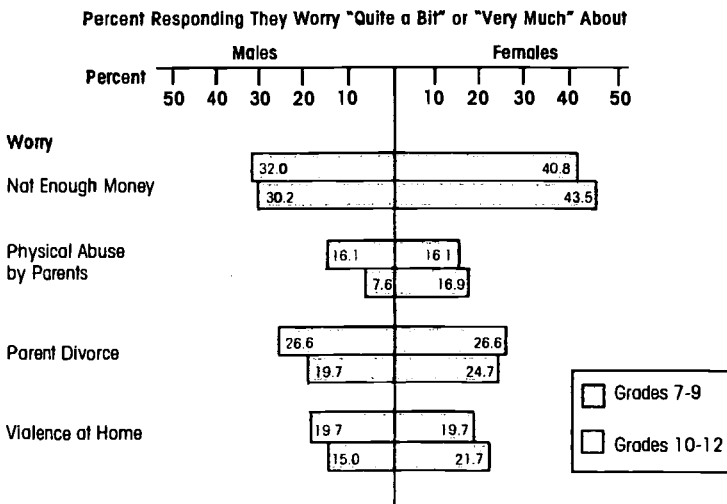 Percent Responding They Worry "Quite a Bit" or "Very Much" About
Males Females
Percent
50 40 30 20 10 10 20 30 40 50
Worry
Nat Enough Money
32.0 40.8
30.2 43.5
Physical Abuse
by Parents
16.1 16.1
7.6 16.9
Parent Divorce
26.6 26.6
19.7 24.7
Violence at Home
19.7 19.7
15.0 21.7
Grades 7-9
Grades 10-12